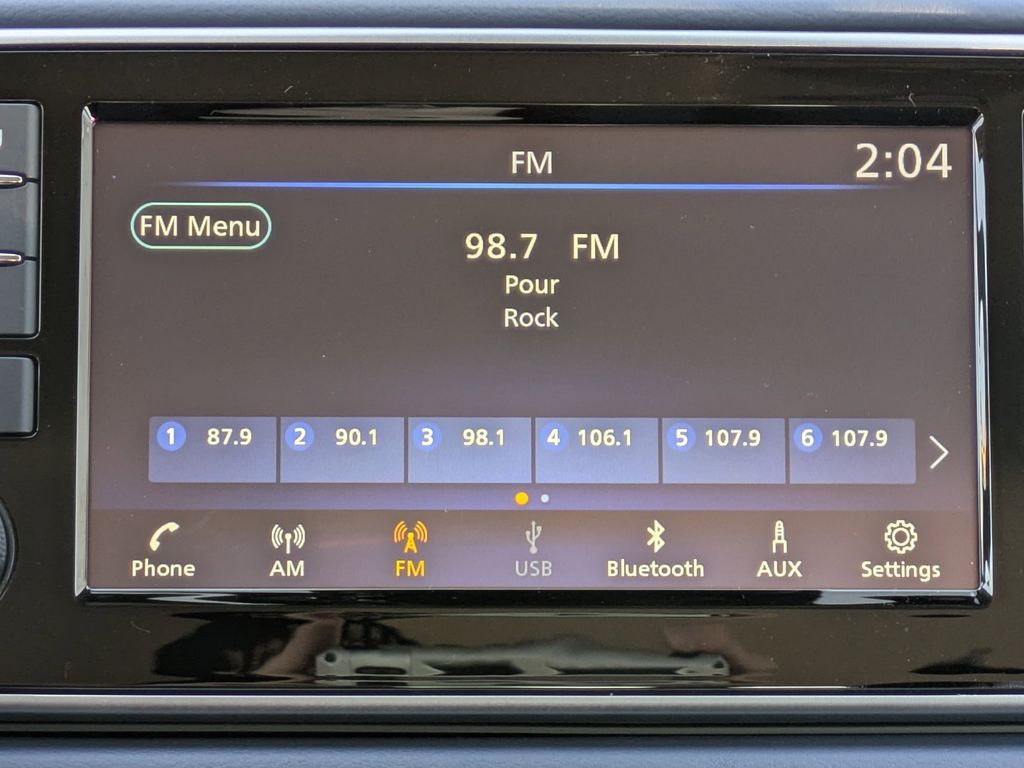 FM
2:04
FM Menu
98.7 FM
Pour
Rock
1 87.9
2 90.1
3 98.1
4 106.1
5 107.9
6 107.9
Phone
AM
FM
USB
Bluetooth
AUX
Settings